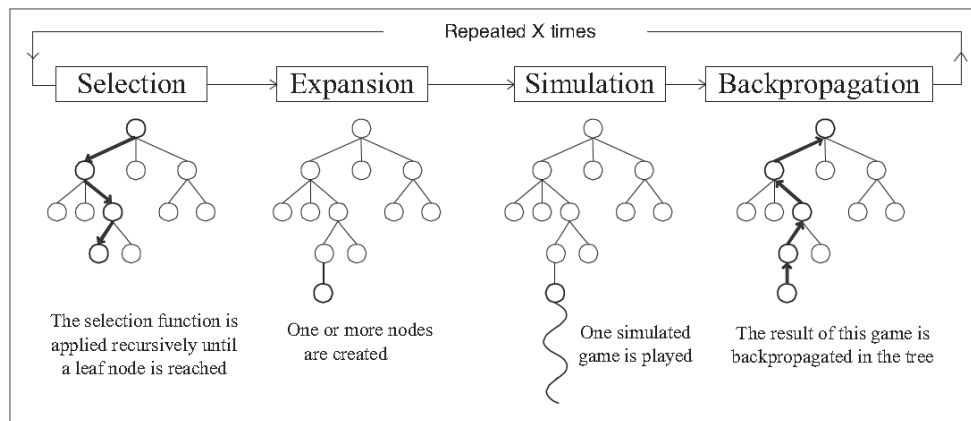 Repeated X times
Selection
Expansion
Simulation
Backpropagation
The selection function is
applied recursively until
a leaf node is reached
One or more nodes
are created
One simulated
game is played
The result of this game is
backpropagated in the tree